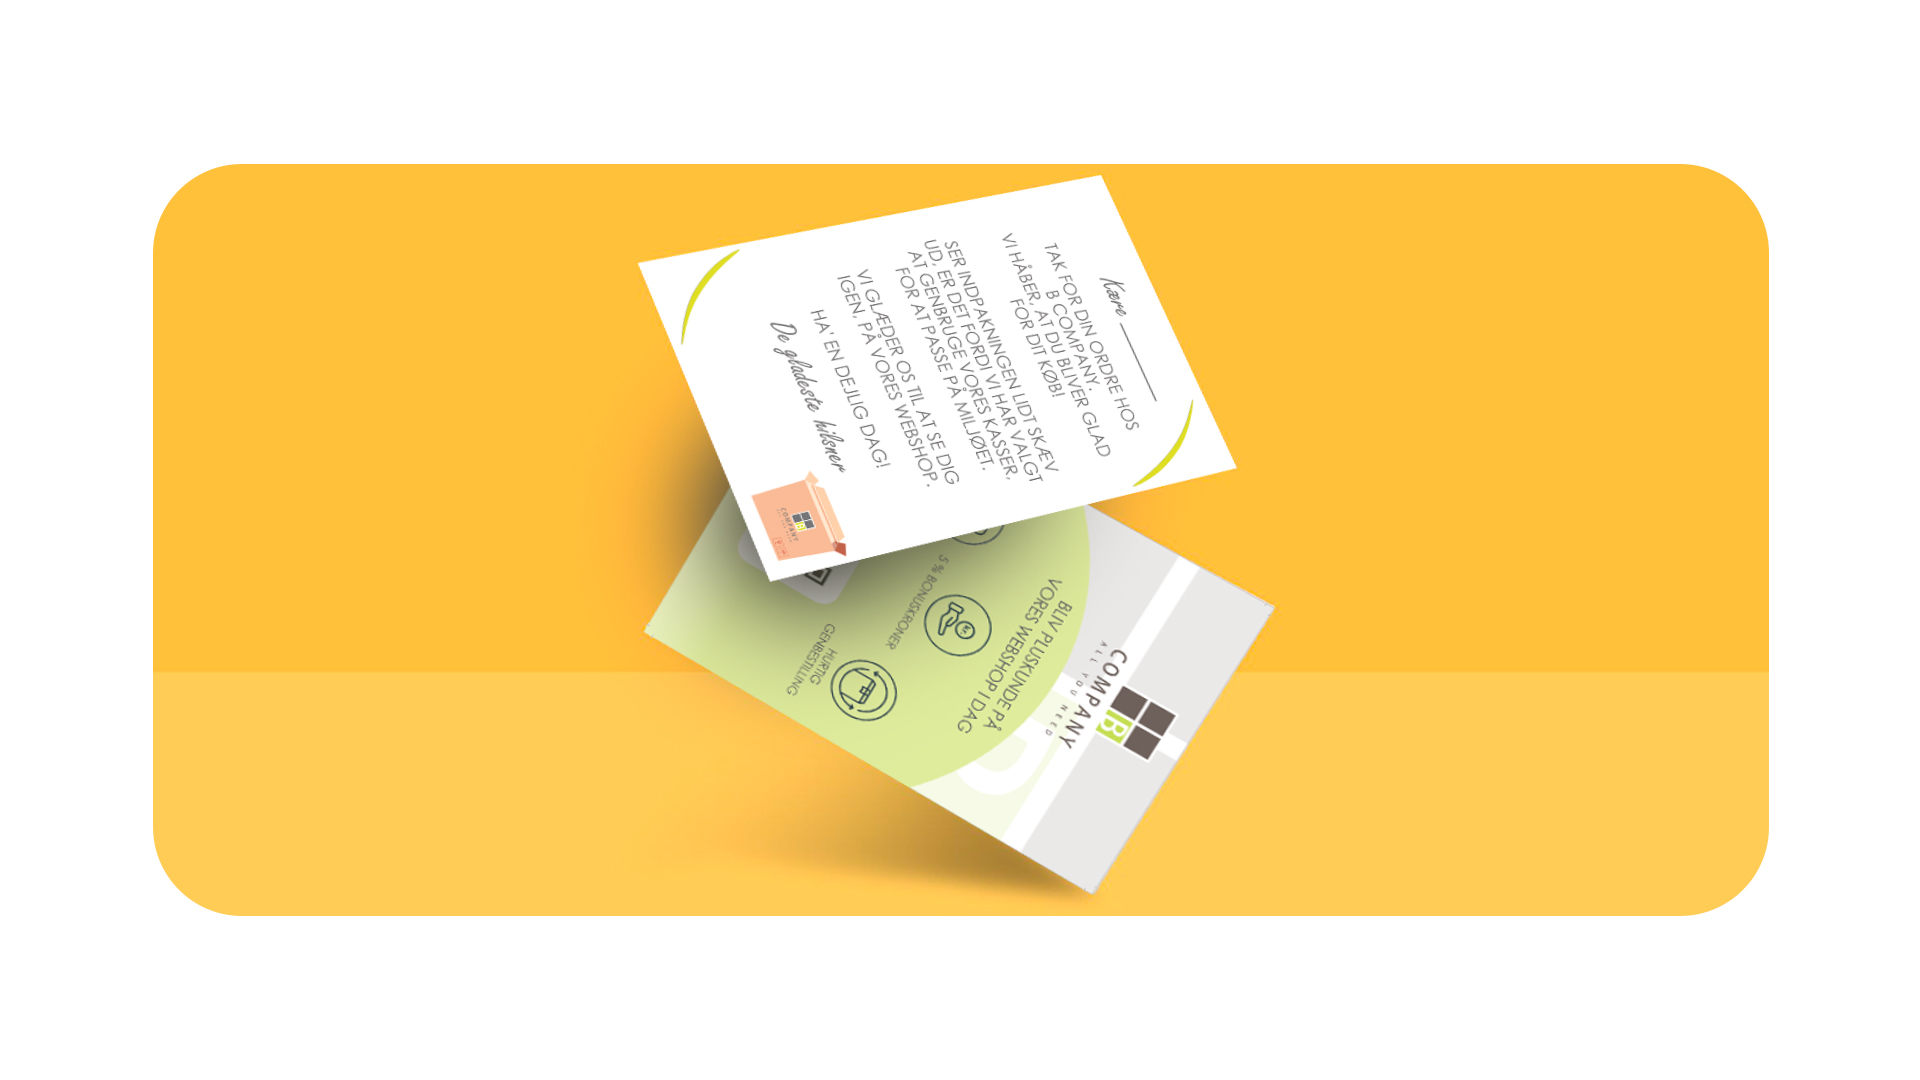 Kære
TAK FOR DIN ORDRE HOS
B COMPANY.
VI HÅBER, AT DU BLIVER GLAD
FOR DIT KØB!
SER INDPAKNINGEN LIDT SKÆV
UD, ER DET FORDI VI HAR VALGT
AT GENBRUGE VORES KASSER,
FOR AT PASSE PÅ MILJØET.
VI GLÆDER OS TIL AT SE DIG
IGEN, PÅ VORES WEBSHOP.
HA' EN DEJLIG DAG!
De gladeste hilsner
B
COMPANY
B
COMPANY
ALL YOU NEED
BLIV PLUSKUNDE PÅ
VORES WEBSHOP I DAG
kr.
5 % BONUSKRONER
HURTIG
GENBESTILLING